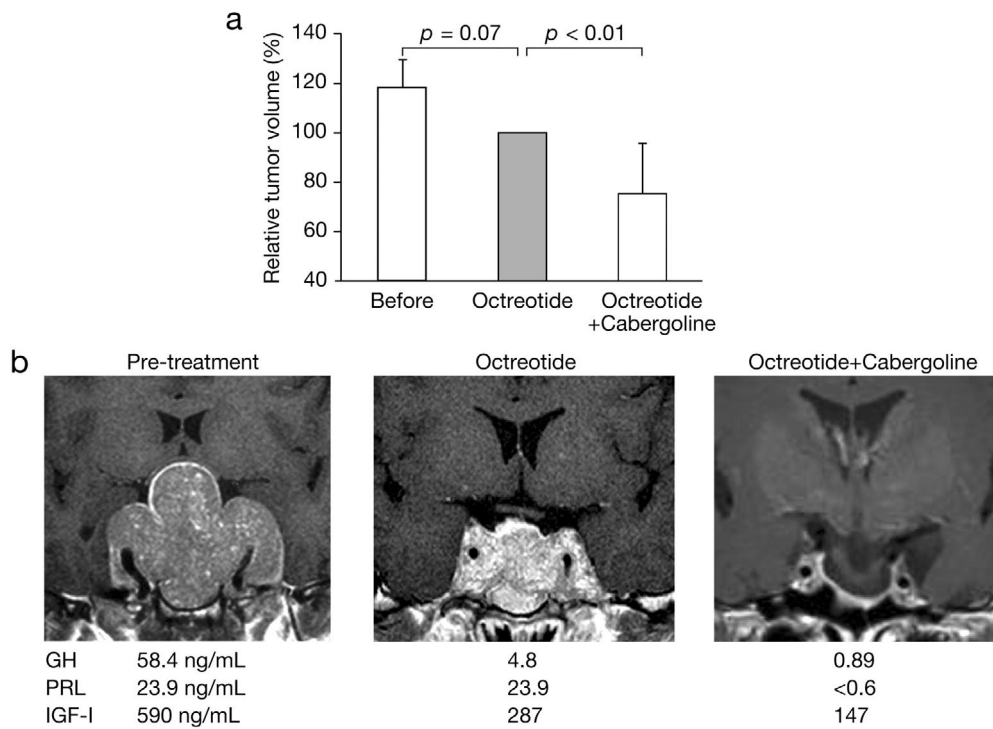 a
140
120
100
80
60
40
Relative tumor volume (%)
p = 0.07
p < 0.01
Before
Octreotide
Octreotide
+Cabergoline
b
Pre-treatment
Octreotide
Octreotide+Cabergoline
GH 58.4 ng/mL 4.8 0.89
PRL 23.9 ng/mL 23.9 <0.6
IGF-I 590 ng/mL 287 147